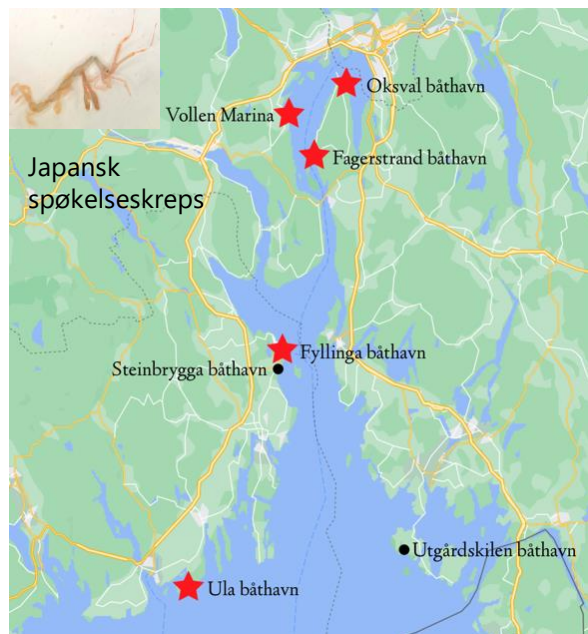 Oksval båthavn
Vollen Marina
Fagerstrand båthavn
Japansk
spøkelseskreps
Fyllinga båthavn
Steinbrygga båthavn
Utgårdskilen båthavn
Ula båthavn